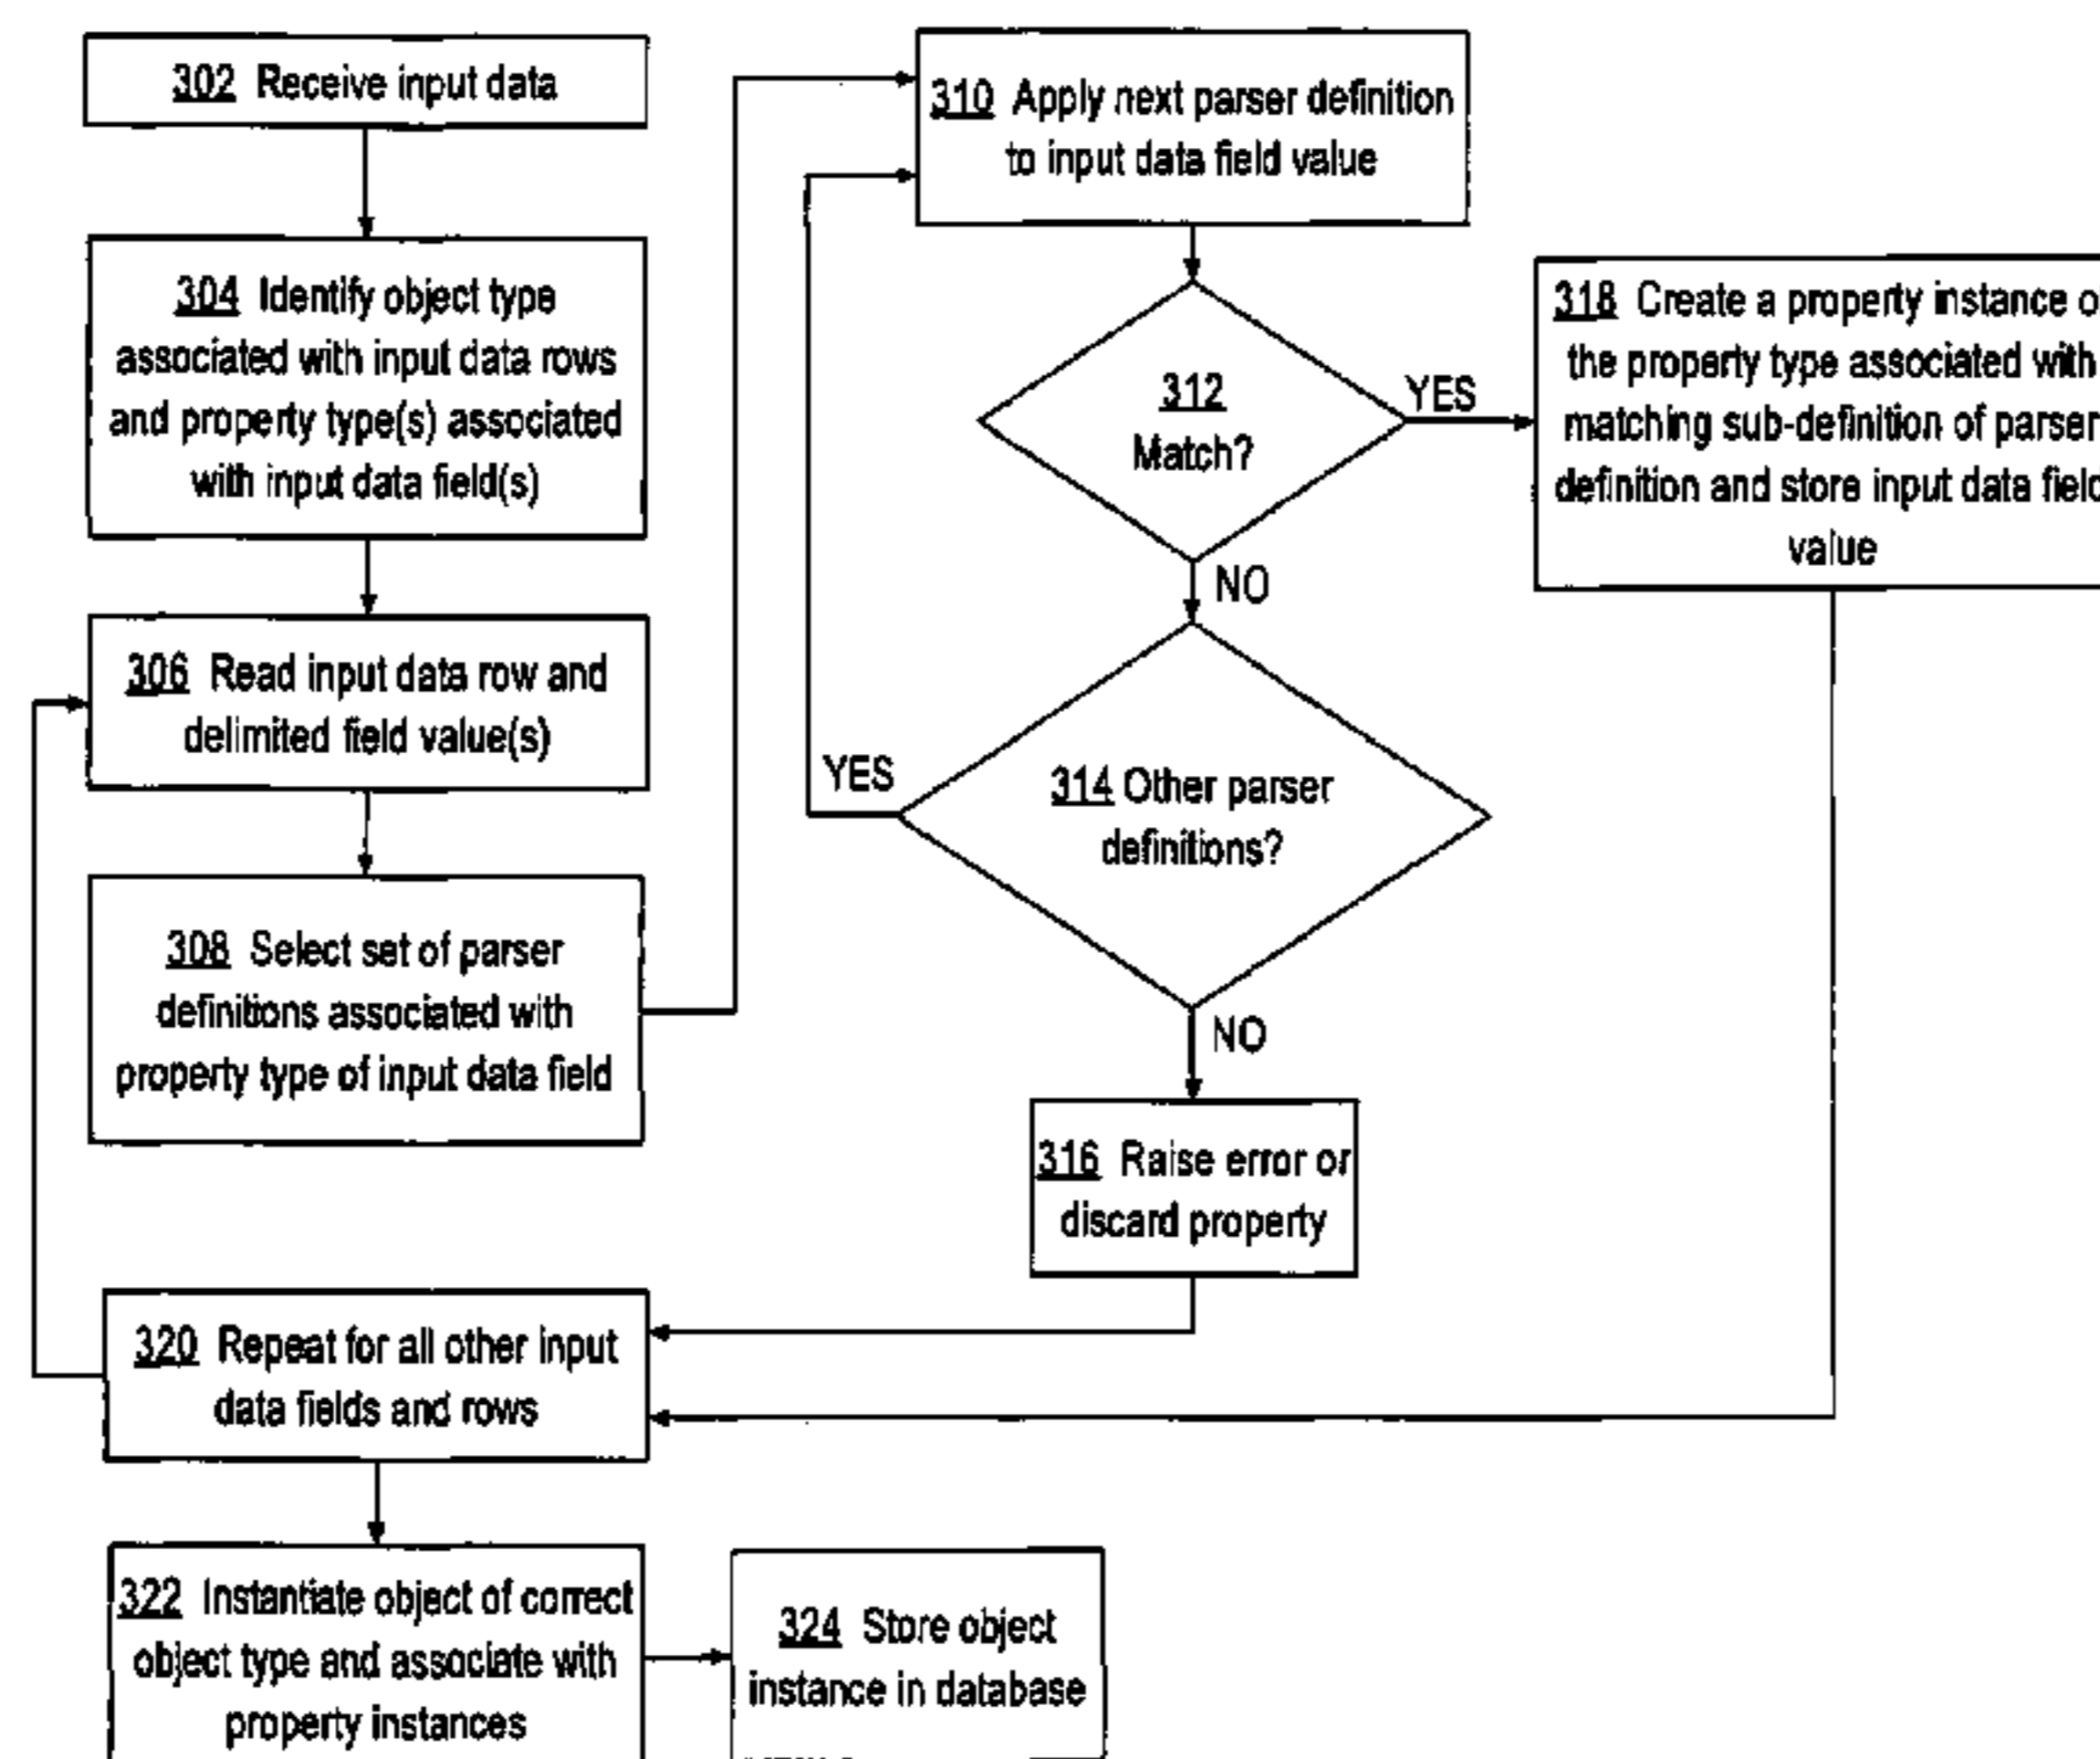 302 Receive input data
304 Identify object type
associated with input data rows
and property type(s) associated
with input data field(s)
306 Read input data row and
delimited field value(s)
308 Select set of parser
definitions associated with
property type of input data field
310 Apply next parser definition
to input data field value
312
Match?
YES
NO
318 Create a property instance o
the property type associated with
matching sub-definition of parser
definition and store input data field
value
314 Other parser
definitions?
YES
NO
316 Raise error or
discard property
320 Repeat for all other input
data fields and rows
322 Instantiate object of correct
object type and associate with
property instances
324 Store object
instance in database